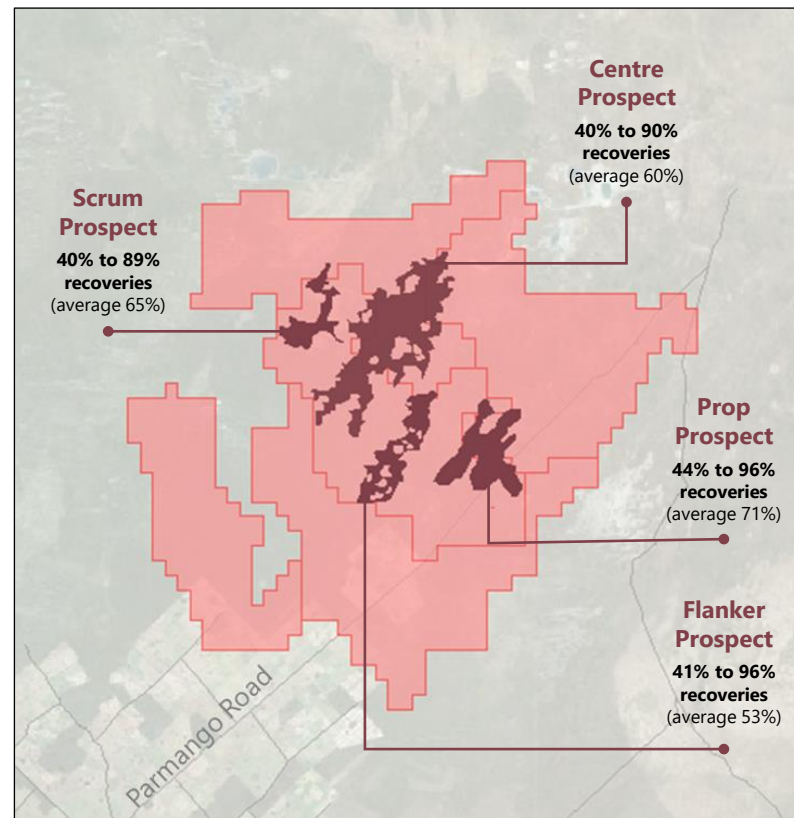 Centre
Prospect
40% to 90%
recoveries
(average 60%)
Scrum
Prospect
40% to 89%
recoveries
(average 65%)
Prop
Prospect
44% to 96%
recoveries
(average 71%)
Flanker
Prospect
41% to 96%
recoveries
(average 53%)
Parmango Road